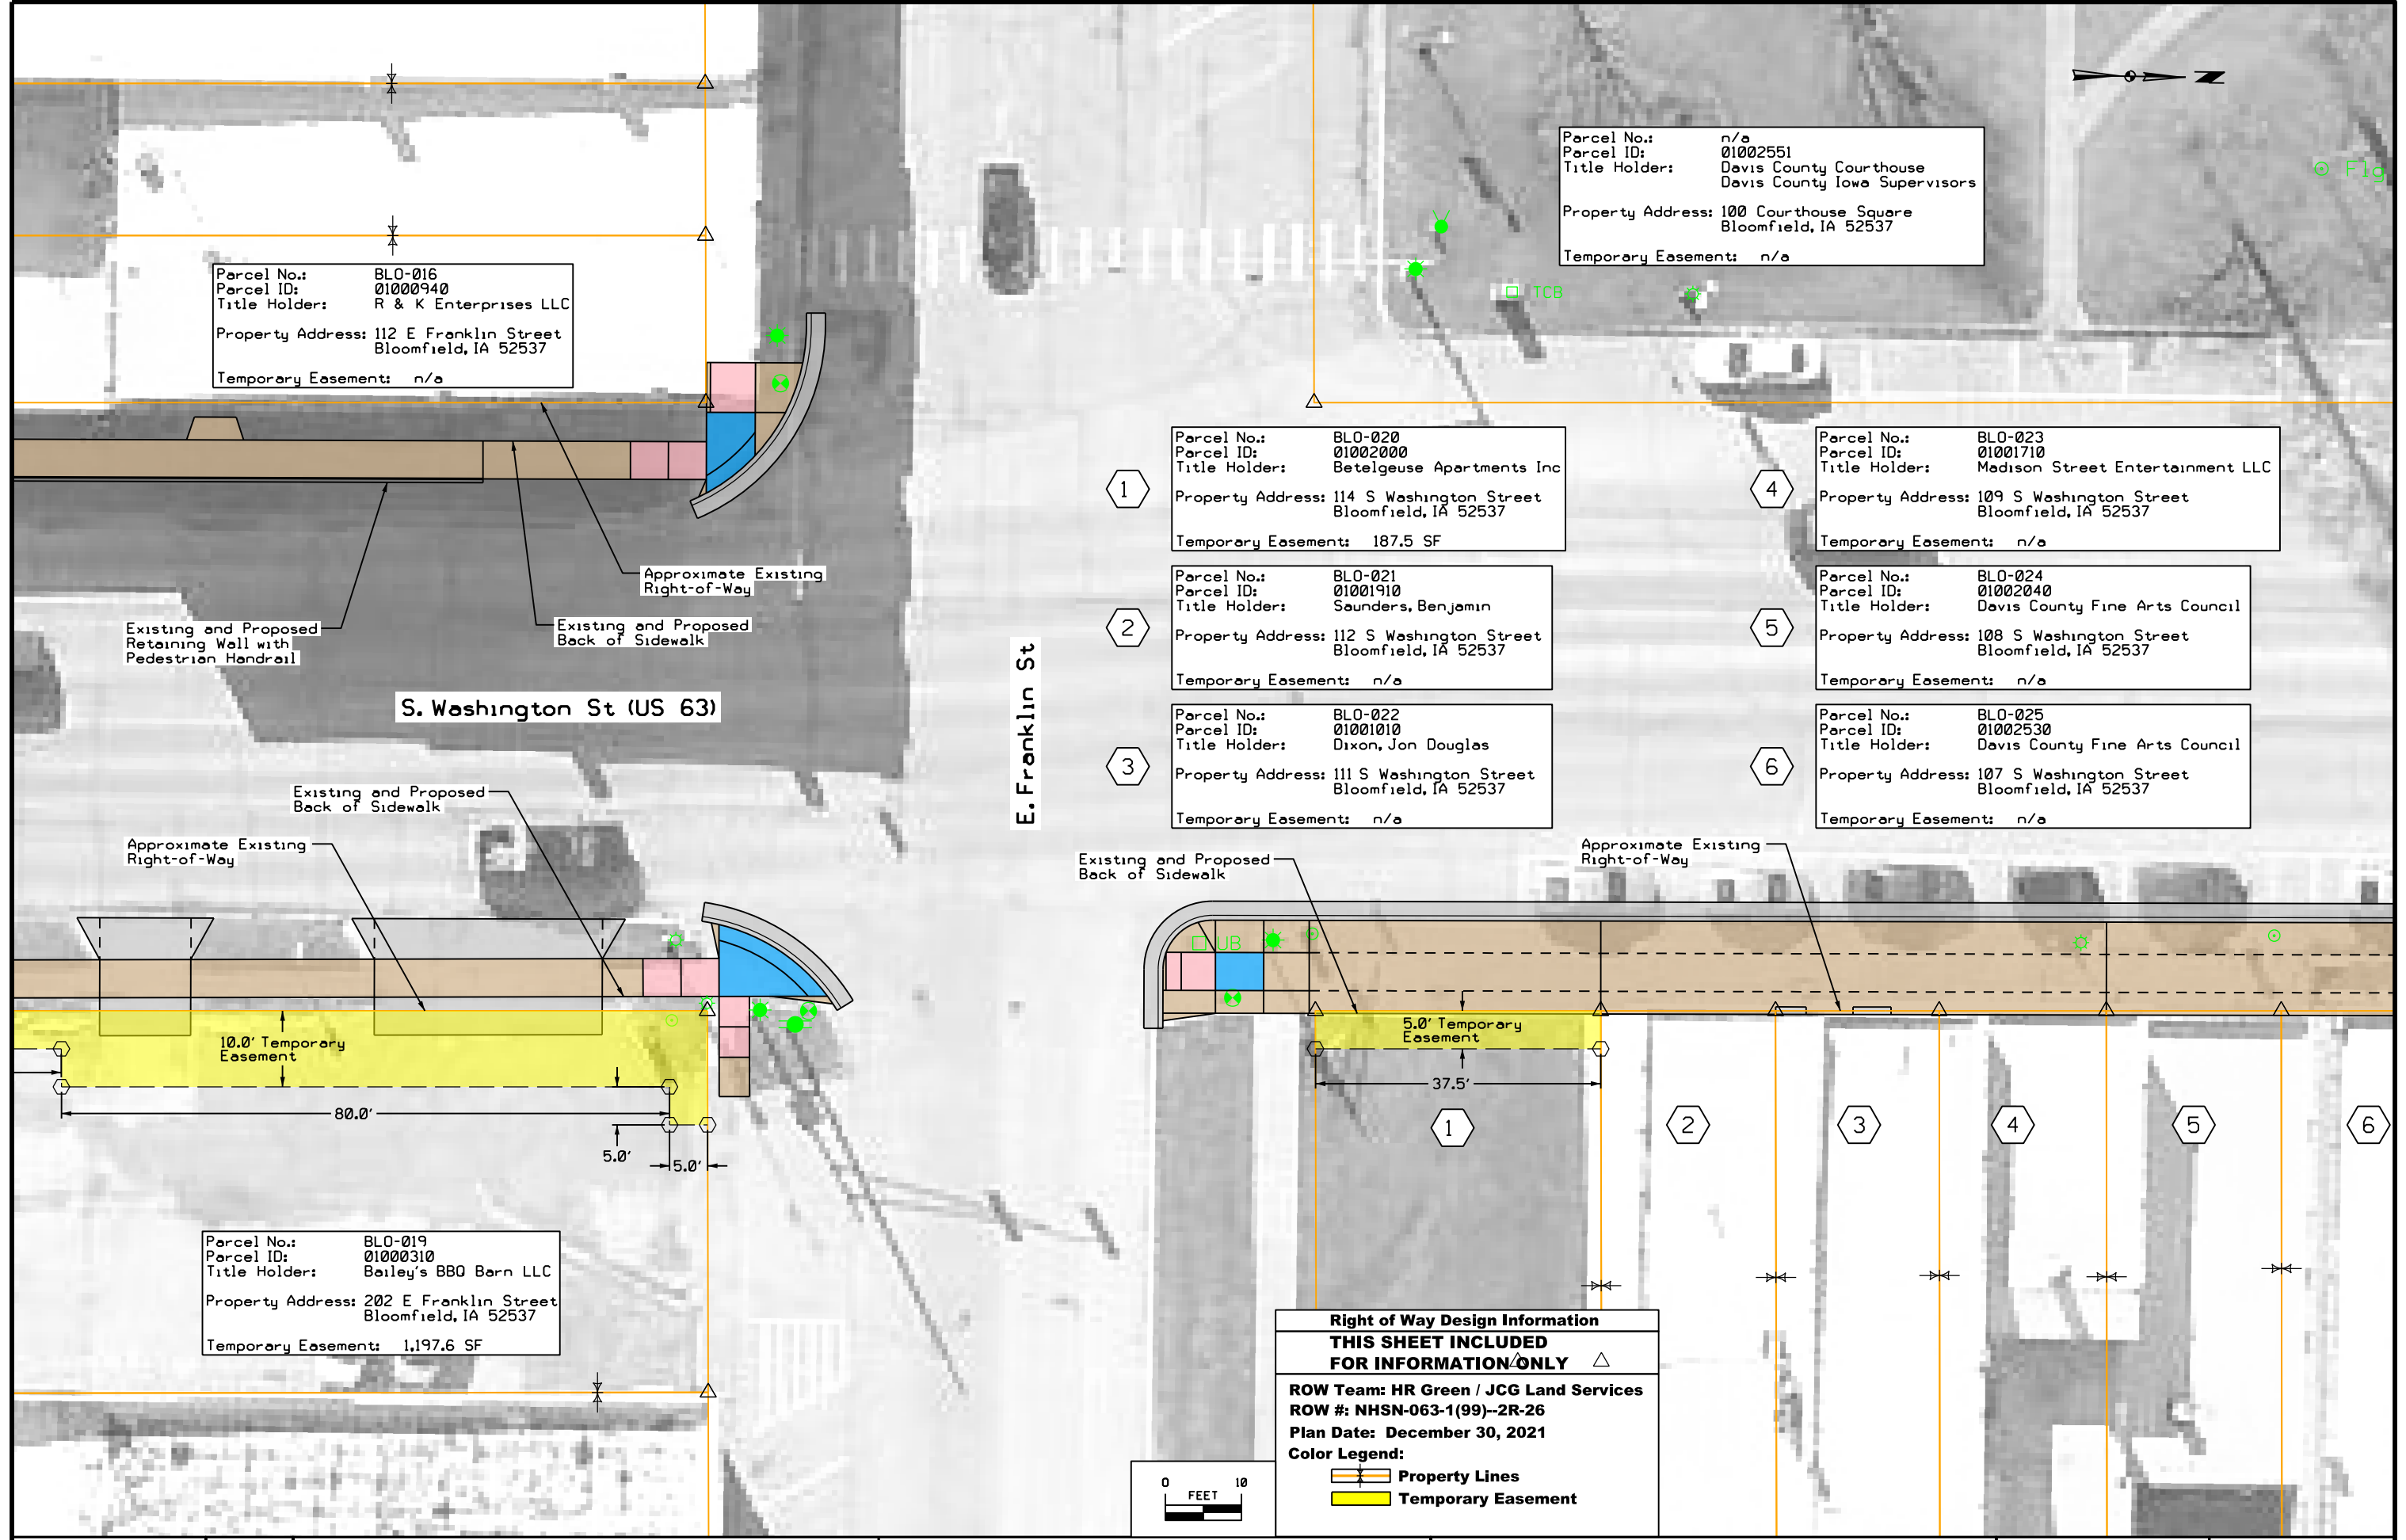 Parcel No.: n/a
Parcel ID: 01002551
Title Holder: Davis County Courthouse
Davis County Iowa Supervisors
Property Address: 100 Courthouse Square
Bloomfield, IA 52537
Temporary Easement: n/a
Flg
TCB
Parcel No.: BLO-016
Parcel ID: 01000940
Title Holder: R & K Enterprises LLC
Property Address: 112 E Franklin Street
Bloomfield, IA 52537
Temporary Easement: n/a
Approximate Existing
Right-of-Way
Existing and Proposed
Back of Sidewalk
Existing and Proposed
Retaining Wall with
Pedestrian Handrail
S. Washington St (US 63)
E. Franklin St
1
Parcel No.: BLO-020
Parcel ID: 01002000
Title Holder: Betelgeuse Apartments Inc
Property Address: 114 S Washington Street
Bloomfield, IA 52537
Temporary Easement: 187.5 SF
2
Parcel No.: BLO-021
Parcel ID: 01001910
Title Holder: Saunders, Benjamin
Property Address: 112 S Washington Street
Bloomfield, IA 52537
Temporary Easement: n/a
3
Parcel No.: BLO-022
Parcel ID: 01001010
Title Holder: Dixon, Jon Douglas
Property Address: 111 S Washington Street
Bloomfield, IA 52537
Temporary Easement: n/a
4
Parcel No.: BLO-023
Parcel ID: 01001710
Title Holder: Madison Street Entertainment LLC
Property Address: 109 S Washington Street
Bloomfield, IA 52537
Temporary Easement: n/a
5
Parcel No.: BLO-024
Parcel ID: 01002040
Title Holder: Davis County Fine Arts Council
Property Address: 108 S Washington Street
Bloomfield, IA 52537
Temporary Easement: n/a
6
Parcel No.: BLO-025
Parcel ID: 01002530
Title Holder: Davis County Fine Arts Council
Property Address: 107 S Washington Street
Bloomfield, IA 52537
Temporary Easement: n/a
Existing and Proposed
Back of Sidewalk
Approximate Existing
Right-of-Way
Existing and Proposed
Back of Sidewalk
Approximate Existing
Right-of-Way
UB
10.0' Temporary
Easement
80.0'
5.0'
5.0'
5.0' Temporary
Easement
37.5'
1
2
3
4
5
6
Parcel No.: BLO-019
Parcel ID: 01000310
Title Holder: Bailey's BBQ Barn LLC
Property Address: 202 E Franklin Street
Bloomfield, IA 52537
Temporary Easement: 1,197.6 SF
Right of Way Design Information
THIS SHEET INCLUDED
FOR INFORMATION ONLY
ROW Team: HR Green / JCG Land Services
ROW #: NHSN-063-1(99)--2R-26
Plan Date: December 30, 2021
Color Legend:
Property Lines
Temporary Easement
0 10
FEET
N